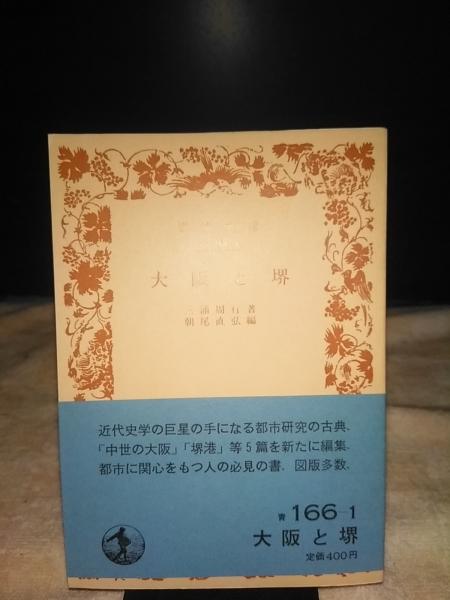 大阪と堺
三浦周行著
朝尾直弘編
近代史学の巨星の手になる都市研究の古典.
「中世の大阪」「堺港」等5篇を新たに編集.
都市に関心をもつ人の必見の書. 図版多数.
青 166-1
大阪と堺
定価400円